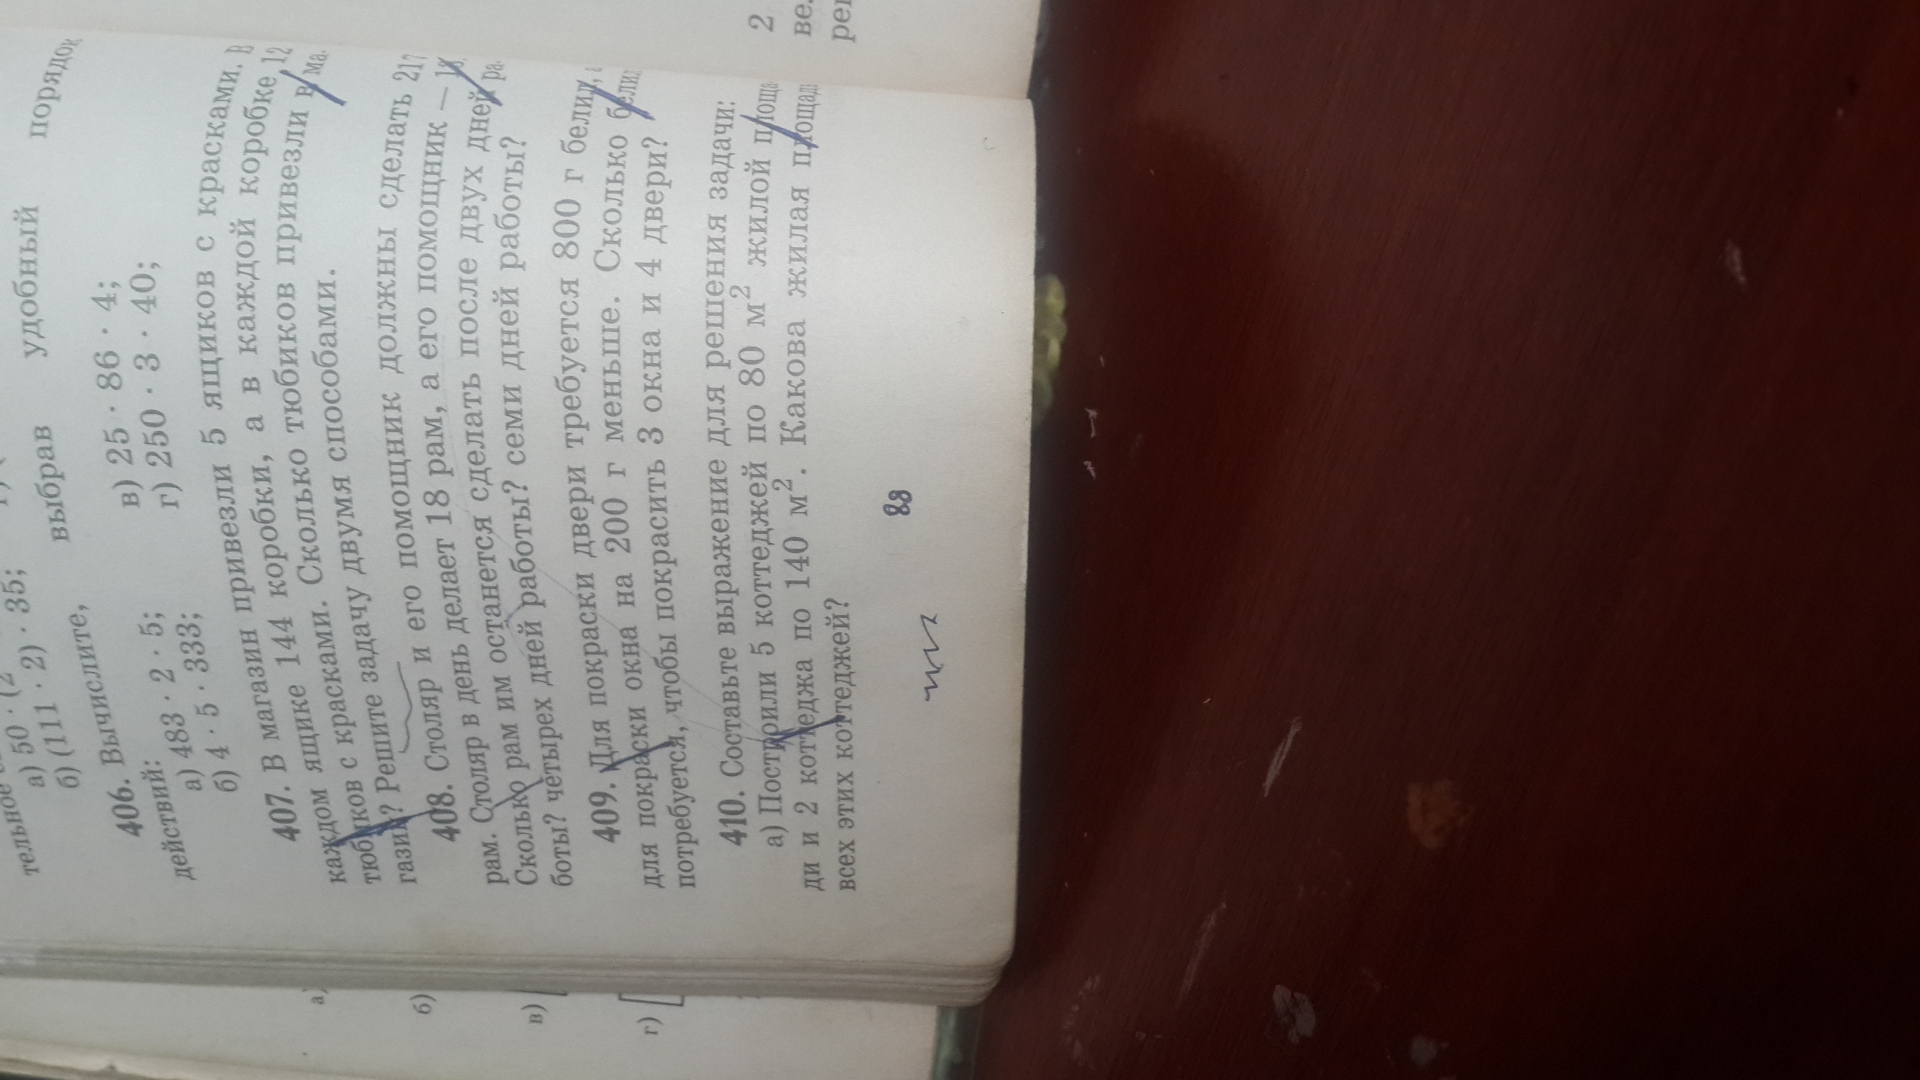 а) 50 · (2
б) (111 · 2) · 35;
406. Вычислите, выбрав удобный порядок
действий:
а) 483 · 2 · 5; в) 25 · 86 · 4;
б) 4 · 5 · 333; г) 250 · 3 · 40;
407. В магазин привезли 5 ящиков с красками. В
каждом ящике 144 коробки, а в каждой коробке 12
тюбиков с красками. Сколько тюбиков привезли в ма-
газин? Решите задачу двумя способами.
408. Столяр и его помощник должны сделать 217
рам. Столяр в день делает 18 рам, а его помощник —
Сколько рам им останется сделать после двух дней ра-
боты? четырех дней работы? семи дней работы?
409. Для покраски двери требуется 800 г белил,
для покраски окна на 200 г меньше. Сколько белил
потребуется, чтобы покрасить 3 окна и 4 двери?
410. Составьте выражение для решения задачи:
а) Построили 5 коттеджей по 80 м² жилой площа-
ди и 2 коттеджа по 140 м². Какова жилая площадь
всех этих коттеджей?
88
а)
б)
в)
г)
2